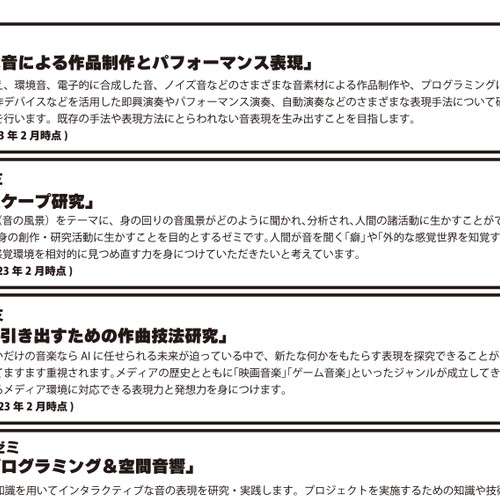 音による作品制作とパフォーマンス表現」
、環境音、電子的に合成した音、ノイズ音などのさまざまな音素材による作品制作や、プログラミング
デバイスなどを活用した即興演奏やパフォーマンス演奏、自動演奏などのさまざまな表現手法について
を行います。既存の手法や表現方法にとらわれない音表現を生み出すことを目指します。
3 年 2 月時点 )
ミ
ケープ研究」
（音の風景）をテーマに、身の回りの音風景がどのように聞かれ、分析され、人間の諸活動に生かすことがで
身の創作・研究活動に生かすことを目的とするゼミです。人間が音を聞く「癖」や「外的な感覚世界を知覚す
感覚環境を相対的に見つめ直す力を身につけていただきたいと考えています。
23 年 2 月時点 )
ミ
引き出すための作曲技法研究」
だけの音楽なら AI に任せられる未来が迫っている中で、新たな何かをもたらす表現を探究できることが
てますます重視されます。メディアの歴史とともに「映画音楽」「ゲーム音楽」といったジャンルが成立してき
るメディア環境に対応できる表現力と発想力を身につけます。
23 年 2 月時点 )
ゼミ
プログラミング＆空間音響」
知識を用いてインタラクティブな音の表現を研究・実践します。プロジェクトを実施するための知識や技